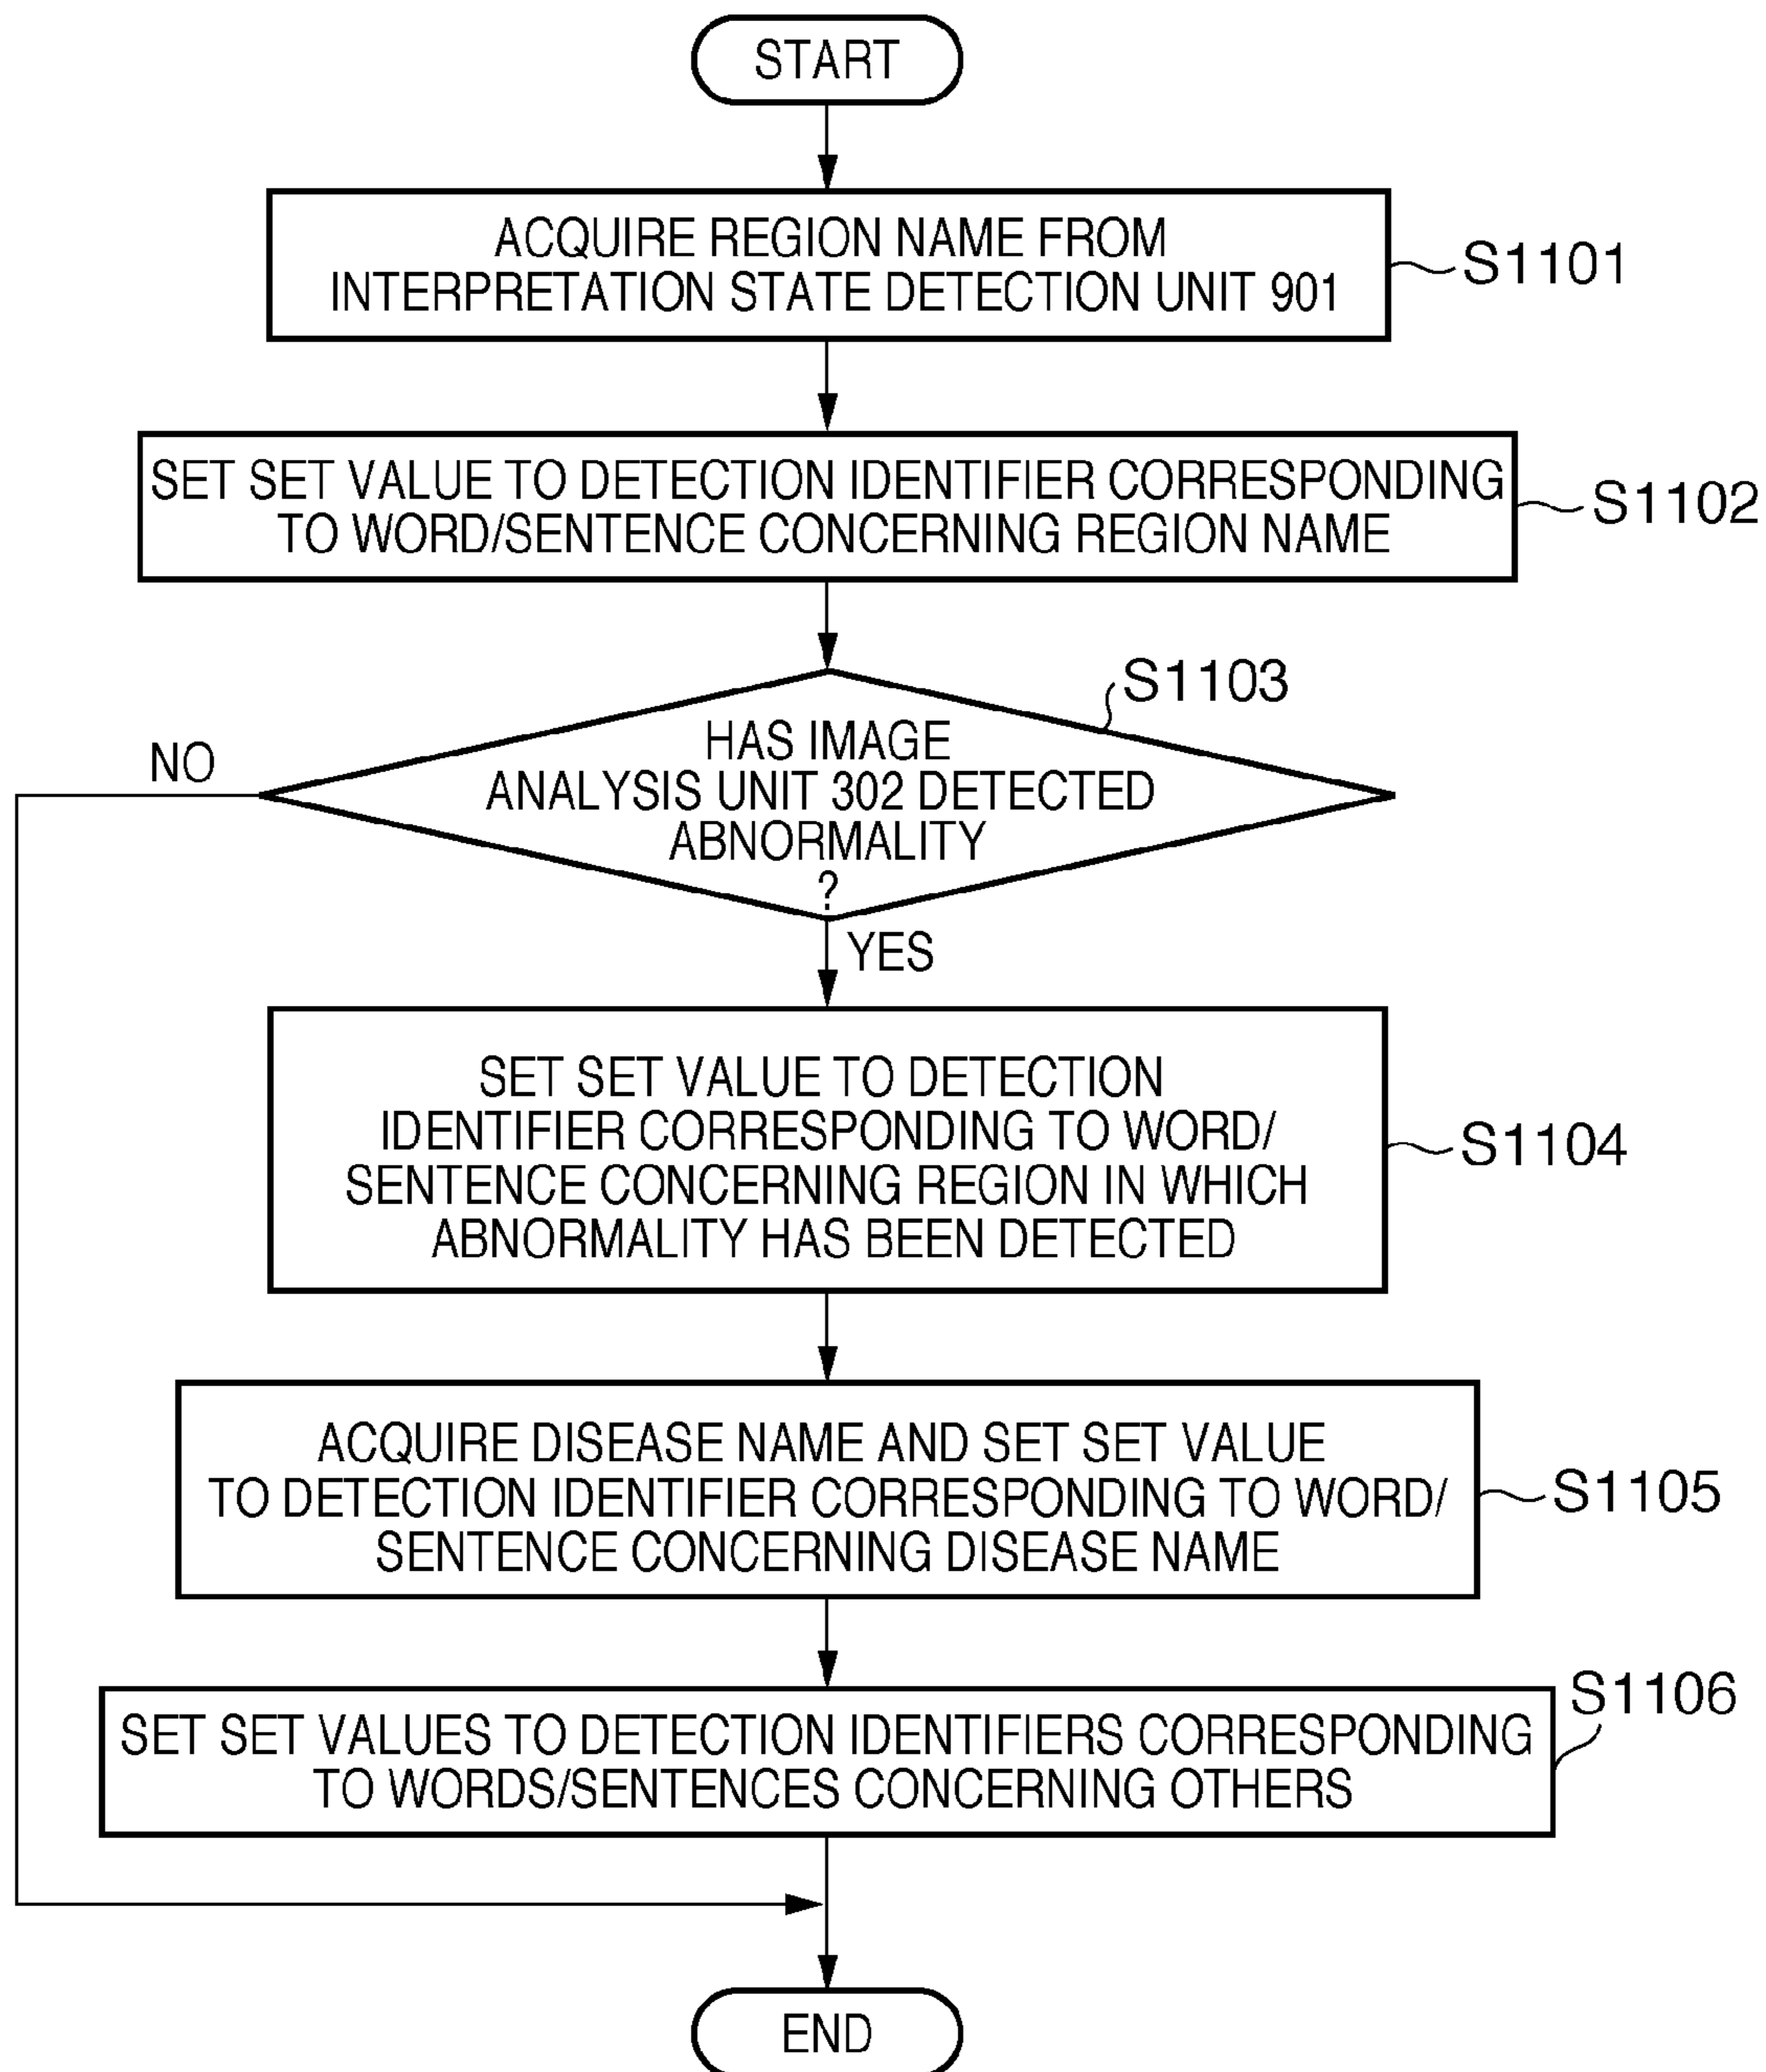 START
ACQUIRE REGION NAME FROM
INTERPRETATION STATE DETECTION UNIT 901
S1101
SET SET VALUE TO DETECTION IDENTIFIER CORRESPONDING
TO WORD/SENTENCE CONCERNING REGION NAME
S1102
S1103
HAS IMAGE
ANALYSIS UNIT 302 DETECTED
ABNORMALITY
?
NO
YES
SET SET VALUE TO DETECTION
IDENTIFIER CORRESPONDING TO WORD/
SENTENCE CONCERNING REGION IN WHICH
ABNORMALITY HAS BEEN DETECTED
S1104
ACQUIRE DISEASE NAME AND SET SET VALUE
TO DETECTION IDENTIFIER CORRESPONDING TO WORD/
SENTENCE CONCERNING DISEASE NAME
S1105
SET SET VALUES TO DETECTION IDENTIFIERS CORRESPONDING
TO WORDS/SENTENCES CONCERNING OTHERS
S1106
END